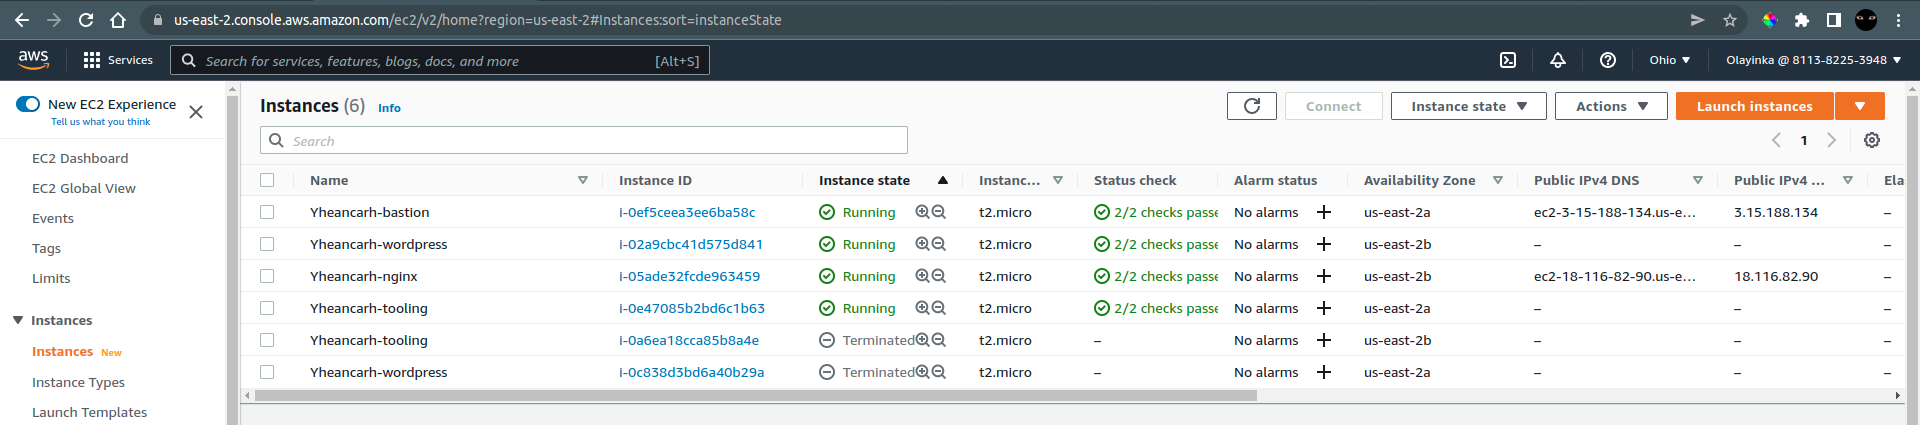 us-east-2.console.aws.amazon.com/ec2/v2/home?region=us-east-2#Instances:sort=instanceState
aws Services Search for services, features, blogs, docs, and more [Alt+S] Ohio Olayinka @ 8113-8225-3948
New EC2 Experience
Tell us what you think
EC2 Dashboard
EC2 Global View
Events
Tags
Limits
Instances
Instances New
Instance Types
Launch Templates
Instances (6) Info Connect Instance state Actions Launch instances
Search 1
Name Instance ID Instance state Instanc... Status check Alarm status Availability Zone Public IPv4 DNS Public IPv4 ... Ela
Yheancarh-bastion i-0ef5ceea3ee6ba58c Running t2.micro 2/2 checks passe No alarms + us-east-2a ec2-3-15-188-134.us-e... 3.15.188.134 –
Yheancarh-wordpress i-02a9cbc41d575d841 Running t2.micro 2/2 checks passe No alarms + us-east-2b – – –
Yheancarh-nginx i-05ade32fcde963459 Running t2.micro 2/2 checks passe No alarms + us-east-2b ec2-18-116-82-90.us-e... 18.116.82.90 –
Yheancarh-tooling i-0e47085b2bd6c1b63 Running t2.micro 2/2 checks passe No alarms + us-east-2a – – –
Yheancarh-tooling i-0a6ea18cca85b8a4e Terminated t2.micro – No alarms + us-east-2b – – –
Yheancarh-wordpress i-0c838d3bd6a40b29a Terminated t2.micro – No alarms + us-east-2a – – –